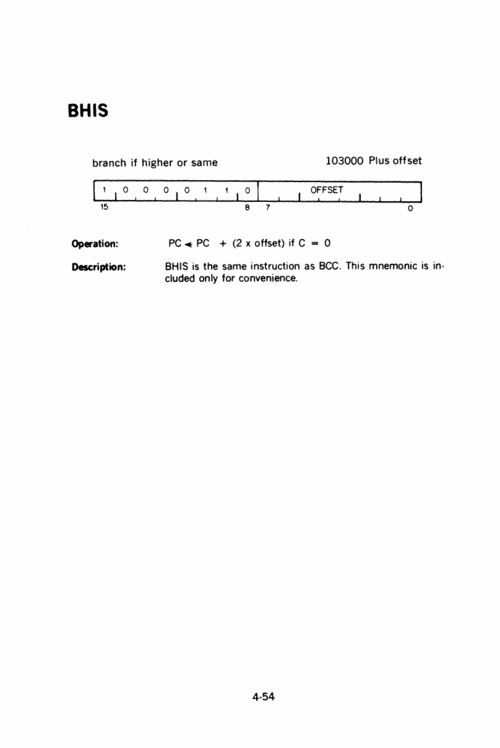 BHIS
branch if higher or same 103000 Plus offset
1 0 0 0 0 1 1 0 OFFSET
15 8 7 0
Operation: PC ◄ PC + (2 x offset) if C = 0
Description: BHIS is the same instruction as BCC. This mnemonic is in-
cluded only for convenience.
4-54